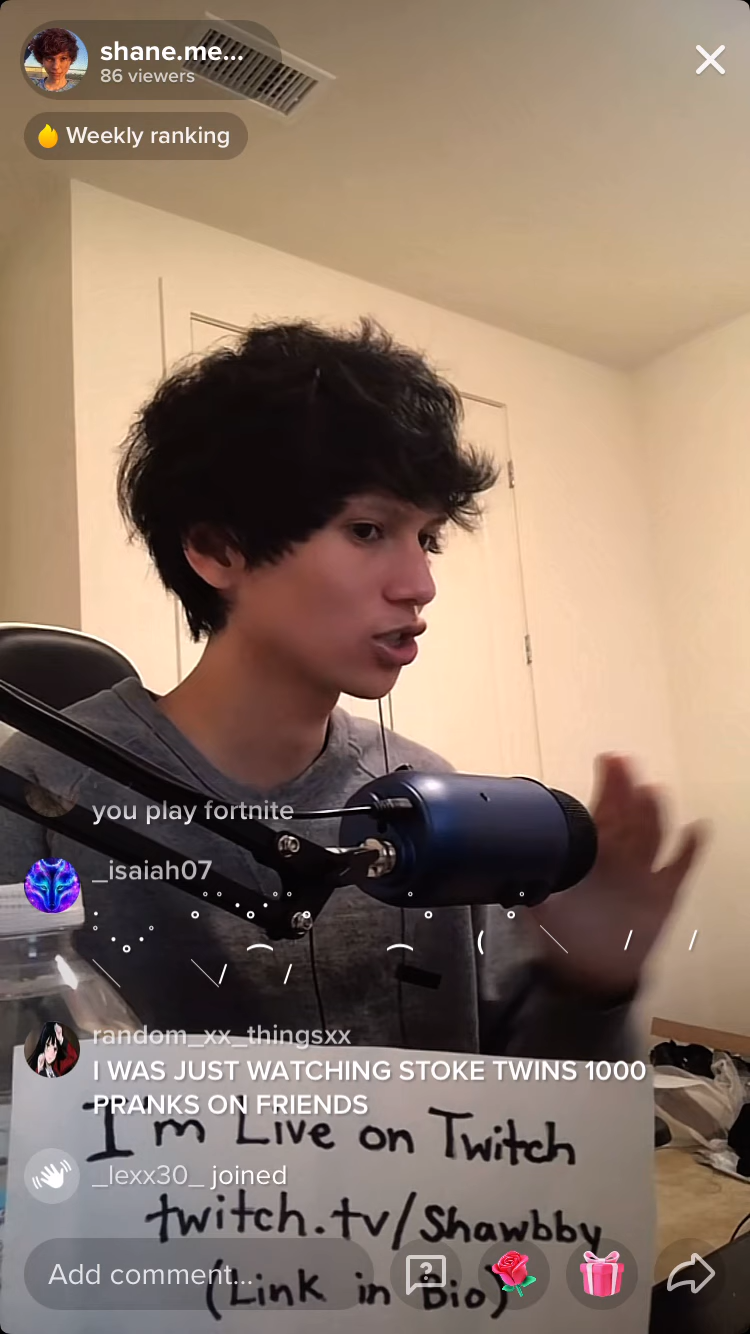 shane.me...
86 viewers
Weekly ranking
you play fortnite
_isaiah07
random_xx_thingsxx
I WAS JUST WATCHING STOKE TWINS 1000
PRANKS ON FRIENDS
I'm Live on Twitch
_lexx30_ joined
twitch.tv/Shawbby
Add comment...
(Link in Bio)